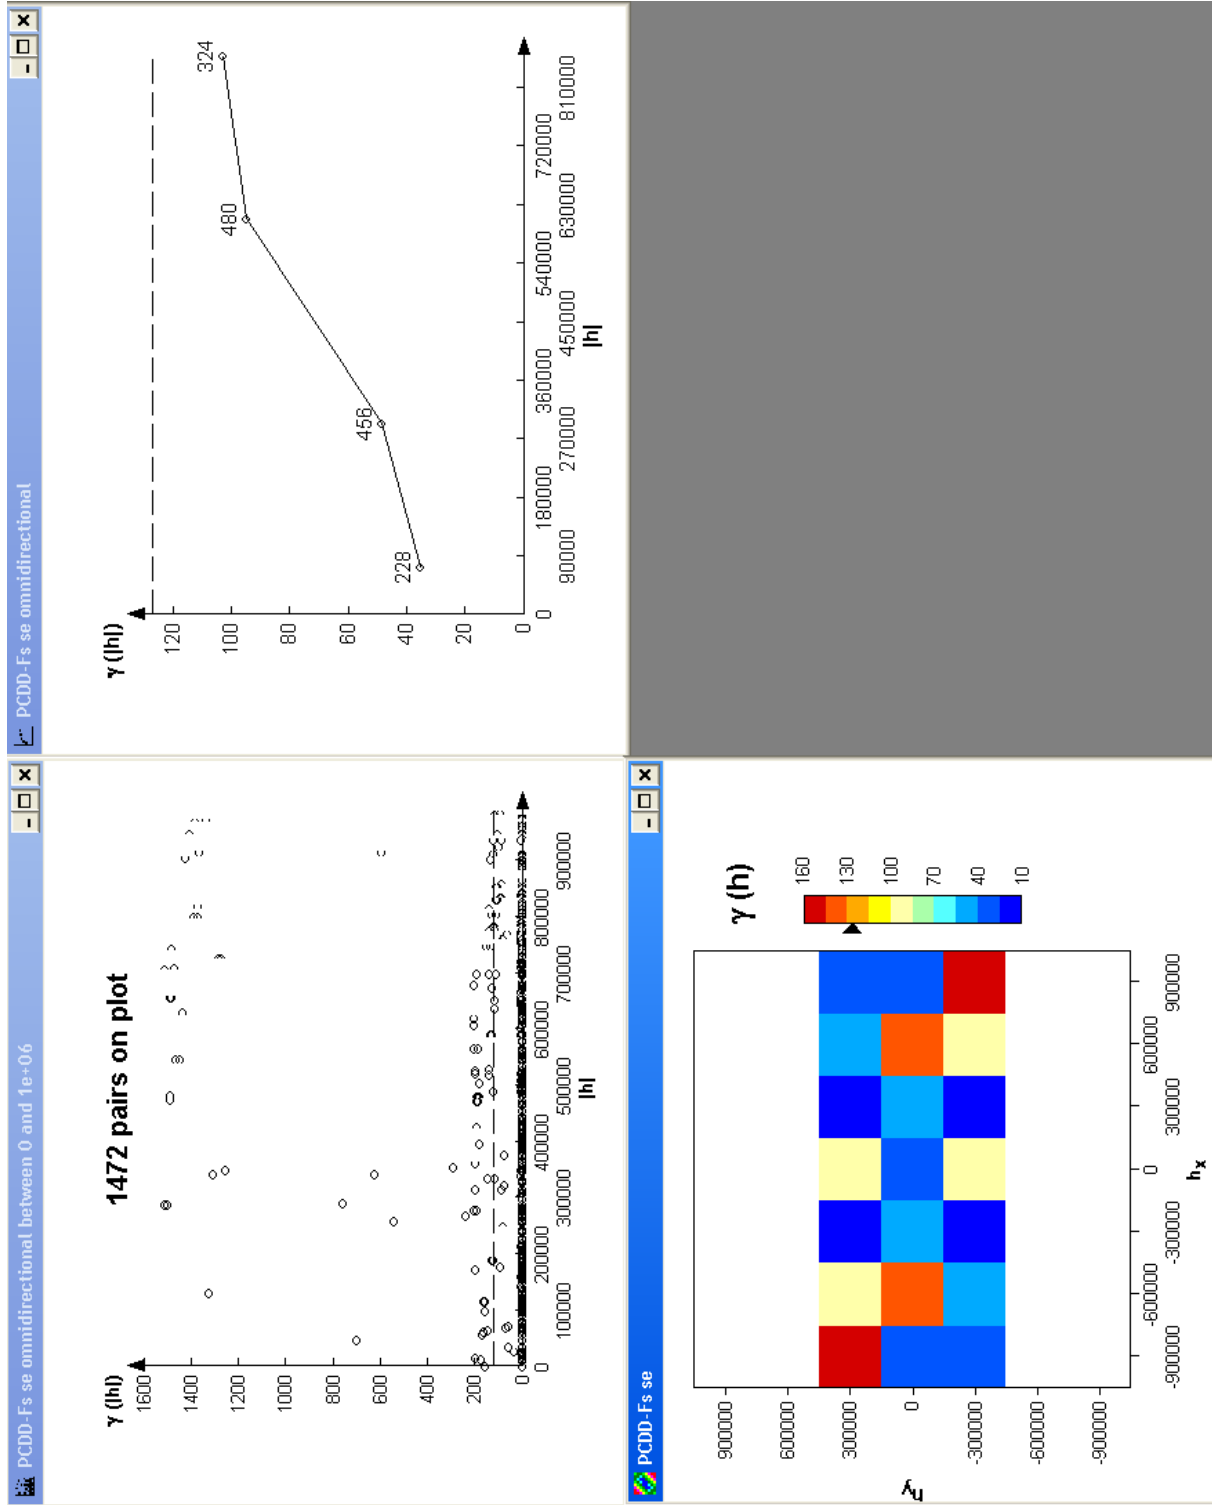 PCDD-Fs se omnidirectional between 0 and 1e+06
1472 pairs on plot
γ (|h|)
1600
1400
1200
1000
800
600
400
200
0
0 100000 200000 300000 400000 500000 600000 700000 800000 900000
|h|
PCDD-Fs se omnidirectional
γ (|h|)
120
100
80
60
40
20
0
228 456 480 324
0 90000 180000 270000 360000 450000 540000 630000 720000 810000
|h|
PCDD-Fs se
γ (h)
160
130
100
70
40
10
hy
900000
600000
300000
0
-300000
-600000
-900000
-900000 -600000 -300000 0 300000 600000 900000
hx